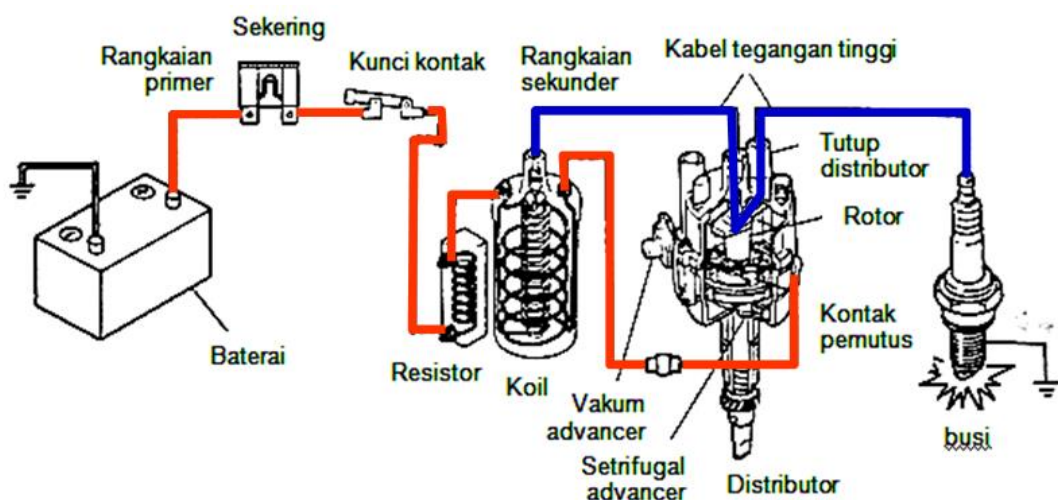 Sekering
Rangkaian
primer
Kunci kontak
Rangkaian
sekunder
Kabel tegangan tinggi
Tutup
distributor
Rotor
Kontak
pemutus
Baterai
Resistor
Koil
Vakum
advancer
Setrifugal
advancer
Distributor
busi